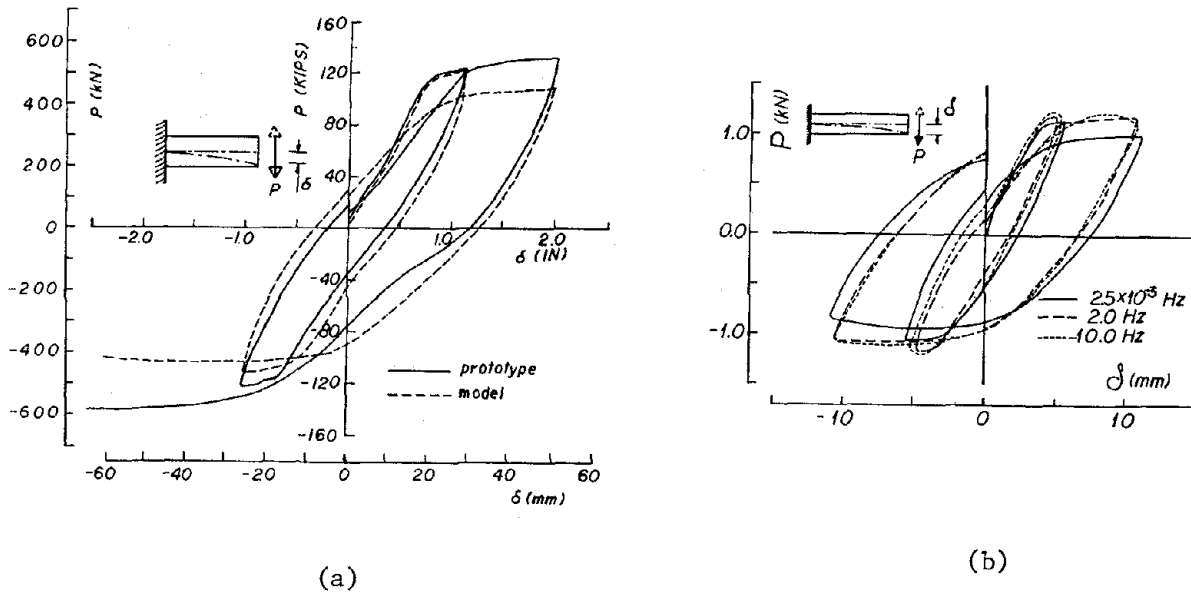 600
400
200
0
-200
-400
-600
P (kN)
160
120
80
40
-40
-80
-120
-160
P (KIPS)
-2.0
-1.0
1.0
2.0
δ (IN)
P
δ
prototype
model
-60
-40
-20
0
20
40
60
δ (mm)
(a)
P (kN)
1.0
0.0
-1.0
δ
P
2.5×10⁻³ Hz
2.0 Hz
10.0 Hz
δ (mm)
-10
0
10
(b)